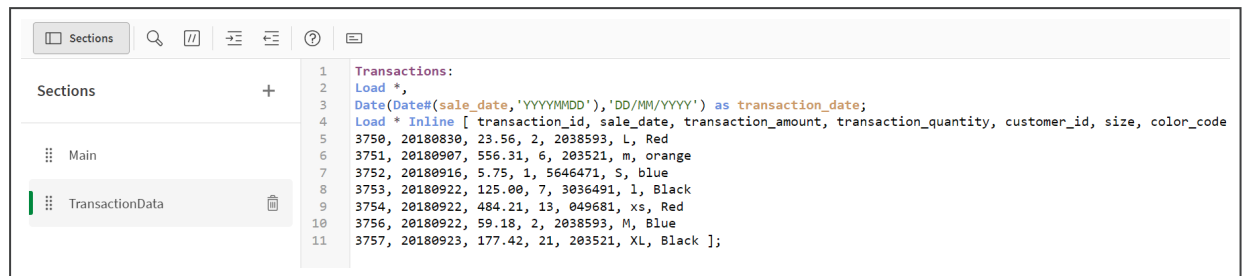 Sections
Sections
Main
TransactionData
1 Transactions:
2 Load *,
3 Date(Date#(sale_date,'YYYYMMDD'),'DD/MM/YYYY') as transaction_date;
4 Load * Inline [ transaction_id, sale_date, transaction_amount, transaction_quantity, customer_id, size, color_code
5 3750, 20180830, 23.56, 2, 2038593, L, Red
6 3751, 20180907, 556.31, 6, 203521, m, orange
7 3752, 20180916, 5.75, 1, 5646471, S, blue
8 3753, 20180922, 125.00, 7, 3036491, l, Black
9 3754, 20180922, 484.21, 13, 049681, xs, Red
10 3756, 20180922, 59.18, 2, 2038593, M, Blue
11 3757, 20180923, 177.42, 21, 203521, XL, Black ];